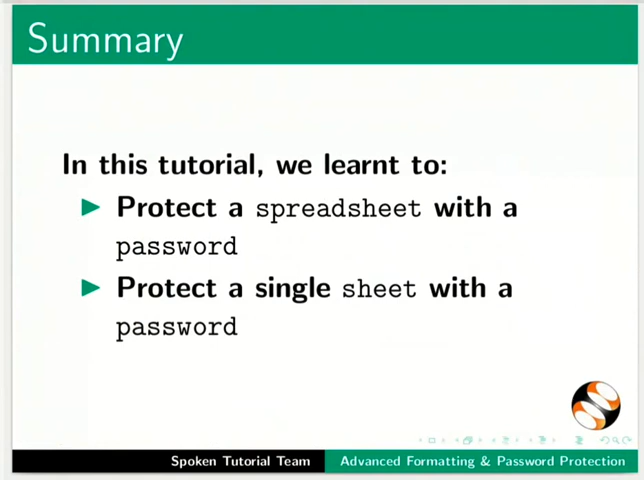 Summary
In this tutorial, we learnt to:
Protect a spreadsheet with a
password
Protect a single sheet with a
password
Spoken Tutorial Team
Advanced Formatting & Password Protection